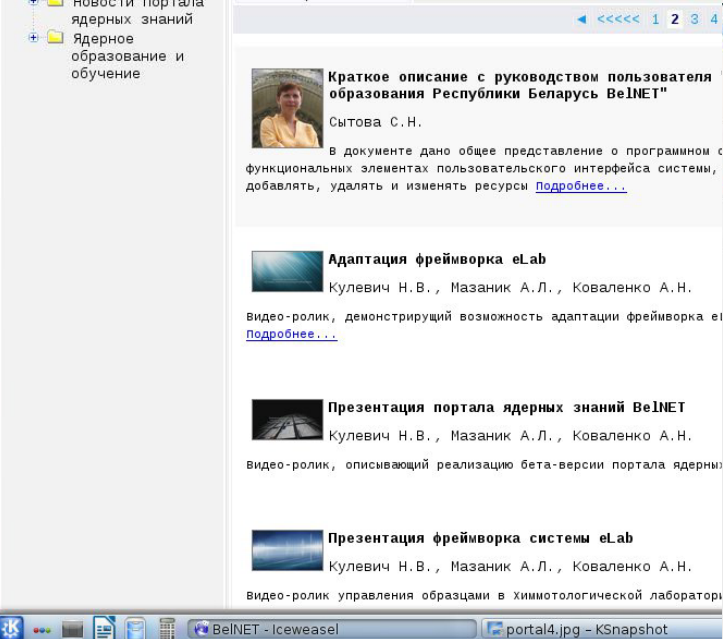 Новости портала
ядерных знаний
Ядерное
образование и
обучение
◄ <<<<< 1 2 3 4
Краткое описание с руководством пользователя "
образования Республики Беларусь BelNET"
Сытова С.Н.
В документе дано общее представление о программном
функциональных элементах пользовательского интерфейса системы,
добавлять, удалять и изменять ресурсы Подробнее...
Адаптация фреймворка eLab
Кулевич Н.В., Мазаник А.Л., Коваленко А.Н.
Видео-ролик, демонстрирущий возможность адаптации фреймворка
Подробнее...
Презентация портала ядерных знаний BelNET
Кулевич Н.В., Мазаник А.Л., Коваленко А.Н.
Видео-ролик, описывающий реализацию бета-версии портала
Презентация фреймворка системы eLab
Кулевич Н.В., Мазаник А.Л., Коваленко А.Н.
Видео-ролик управления образцами в Химмотологической
BelNET - Iceweasel
portal4.jpg – KSnapshot